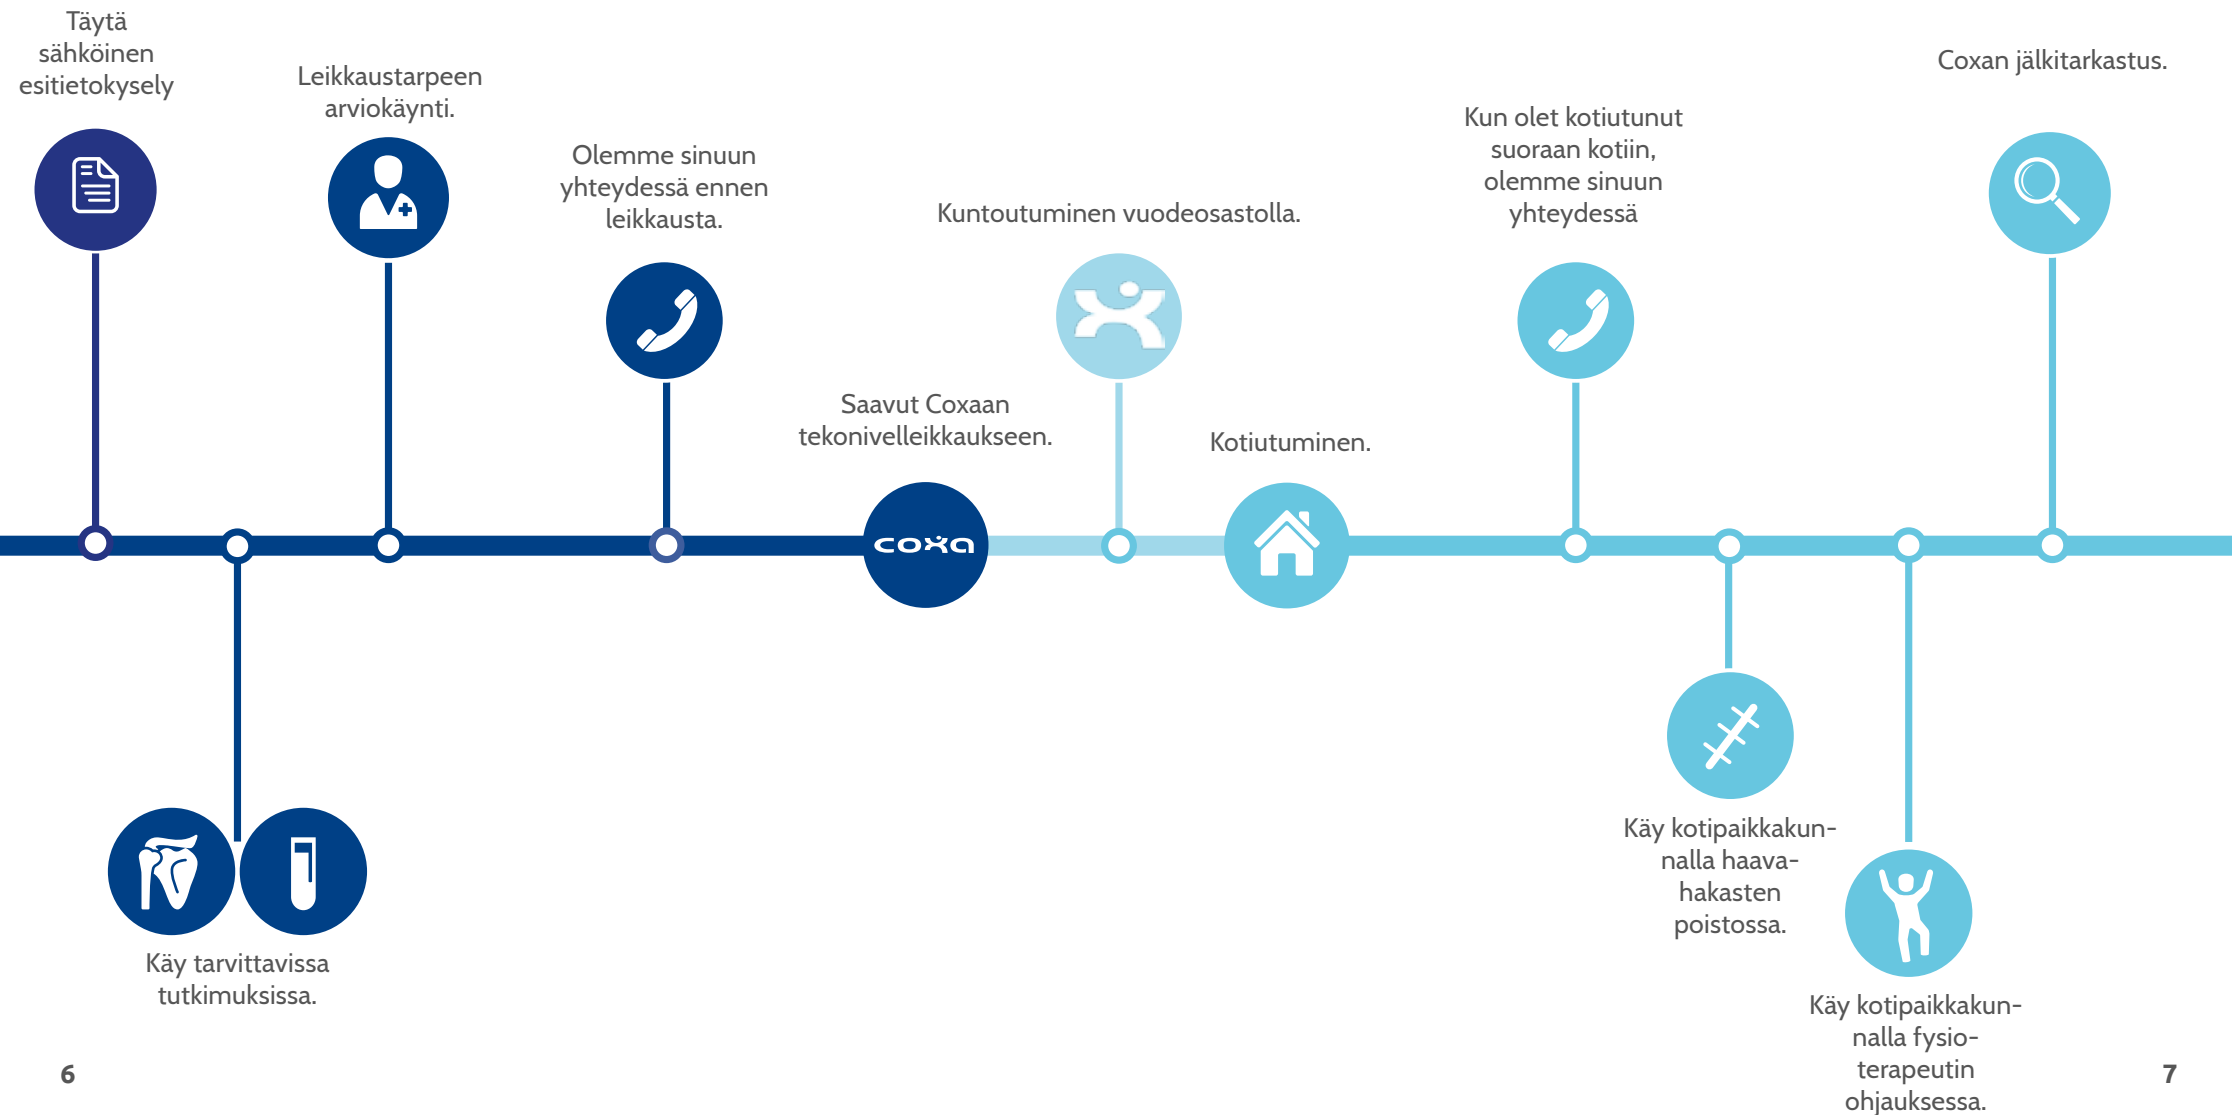 Täytä
sähköinen
esitietokysely
Käy tarvittavissa
tutkimuksissa.
Leikkaustarpeen
arviokäynti.
Olemme sinuun
yhteydessä ennen
leikkausta.
Saavut Coxaan
tekonivelleikkaukseen.
coxa
Kuntoutuminen vuodeosastolla.
Kotiutuminen.
Kun olet kotiutunut
suoraan kotiin,
olemme sinuun
yhteydessä
Käy kotipaikkakun-
nalla haava-
hakasten
poistossa.
Käy kotipaikkakun-
nalla fysio-
terapeutin
ohjauksessa.
Coxan jälkitarkastus.
6
7